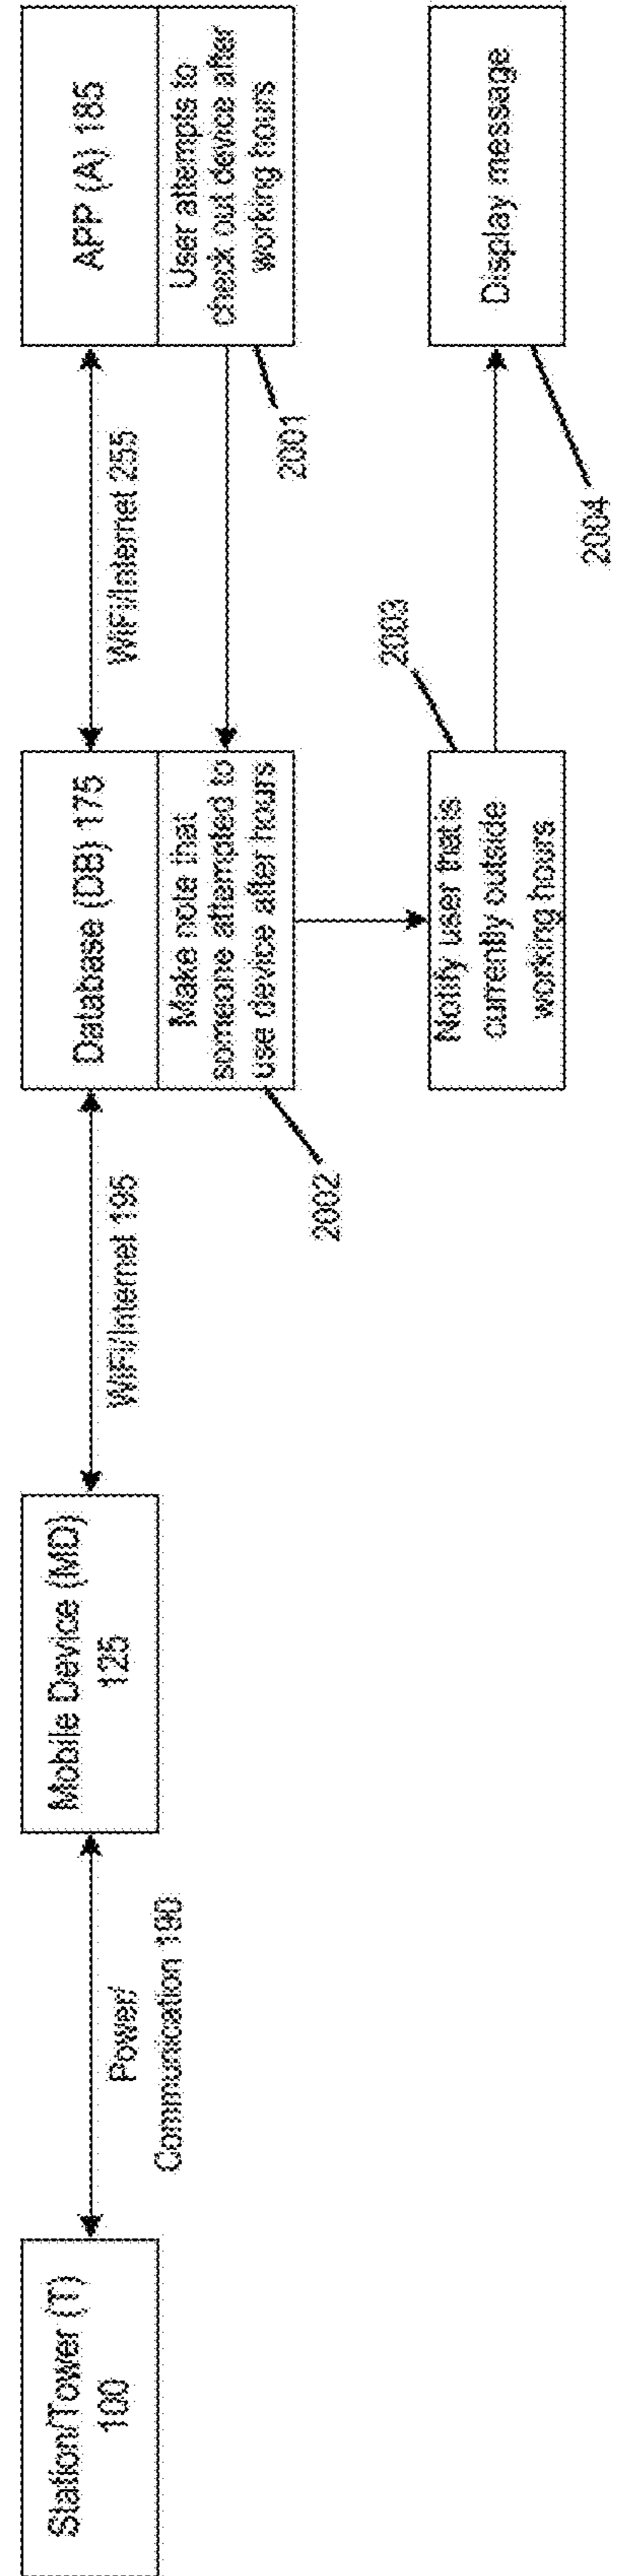 Station/Tower (T)
100
Power/
Communication 190
Mobile Device (MD)
125
WiFi/Internet 195
Database (DB) 175
Make note that
someone attempted to
use device after hours
2002
WiFi/Internet 255
APP (A) 185
User attempts to
check out device after
working hours
2001
Notify user that is
currently outside
working hours
2003
Display message
2004